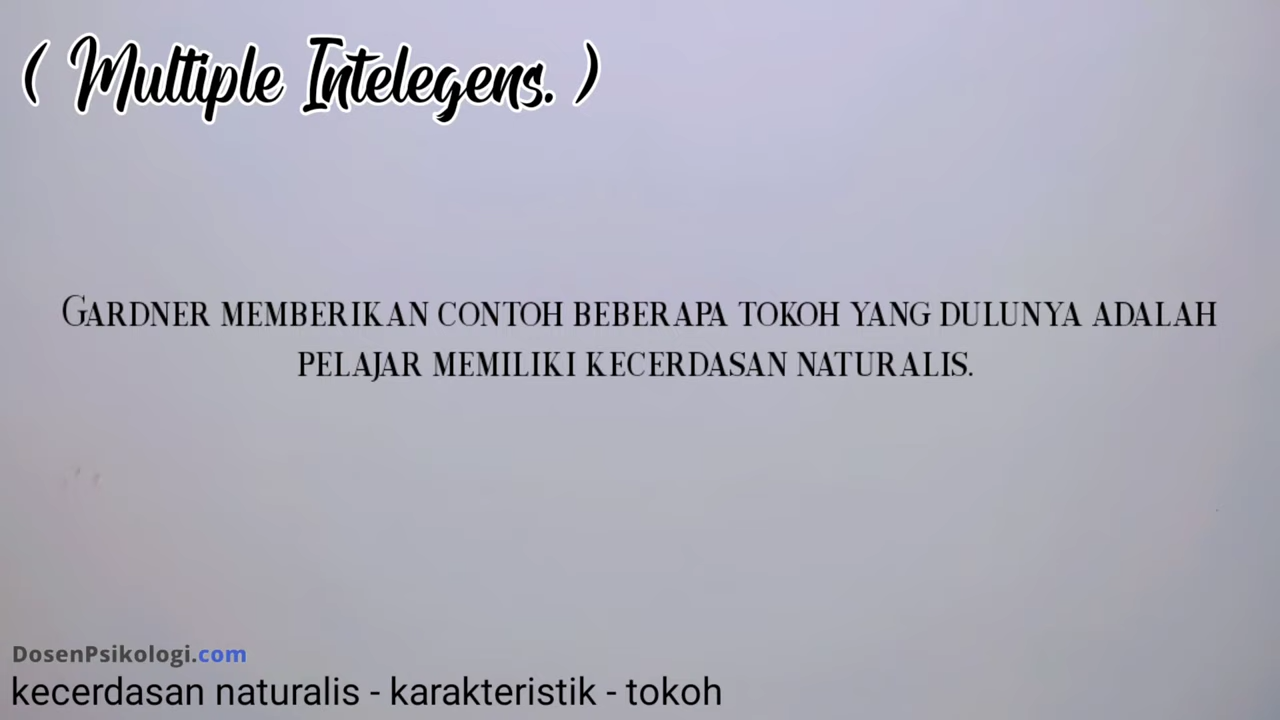 ( Multiple Intelegens. )
Gardner memberikan contoh beberapa tokoh yang dulunya adalah
pelajar memiliki kecerdasan naturalis.
DosenPsikologi.com
kecerdasan naturalis - karakteristik - tokoh